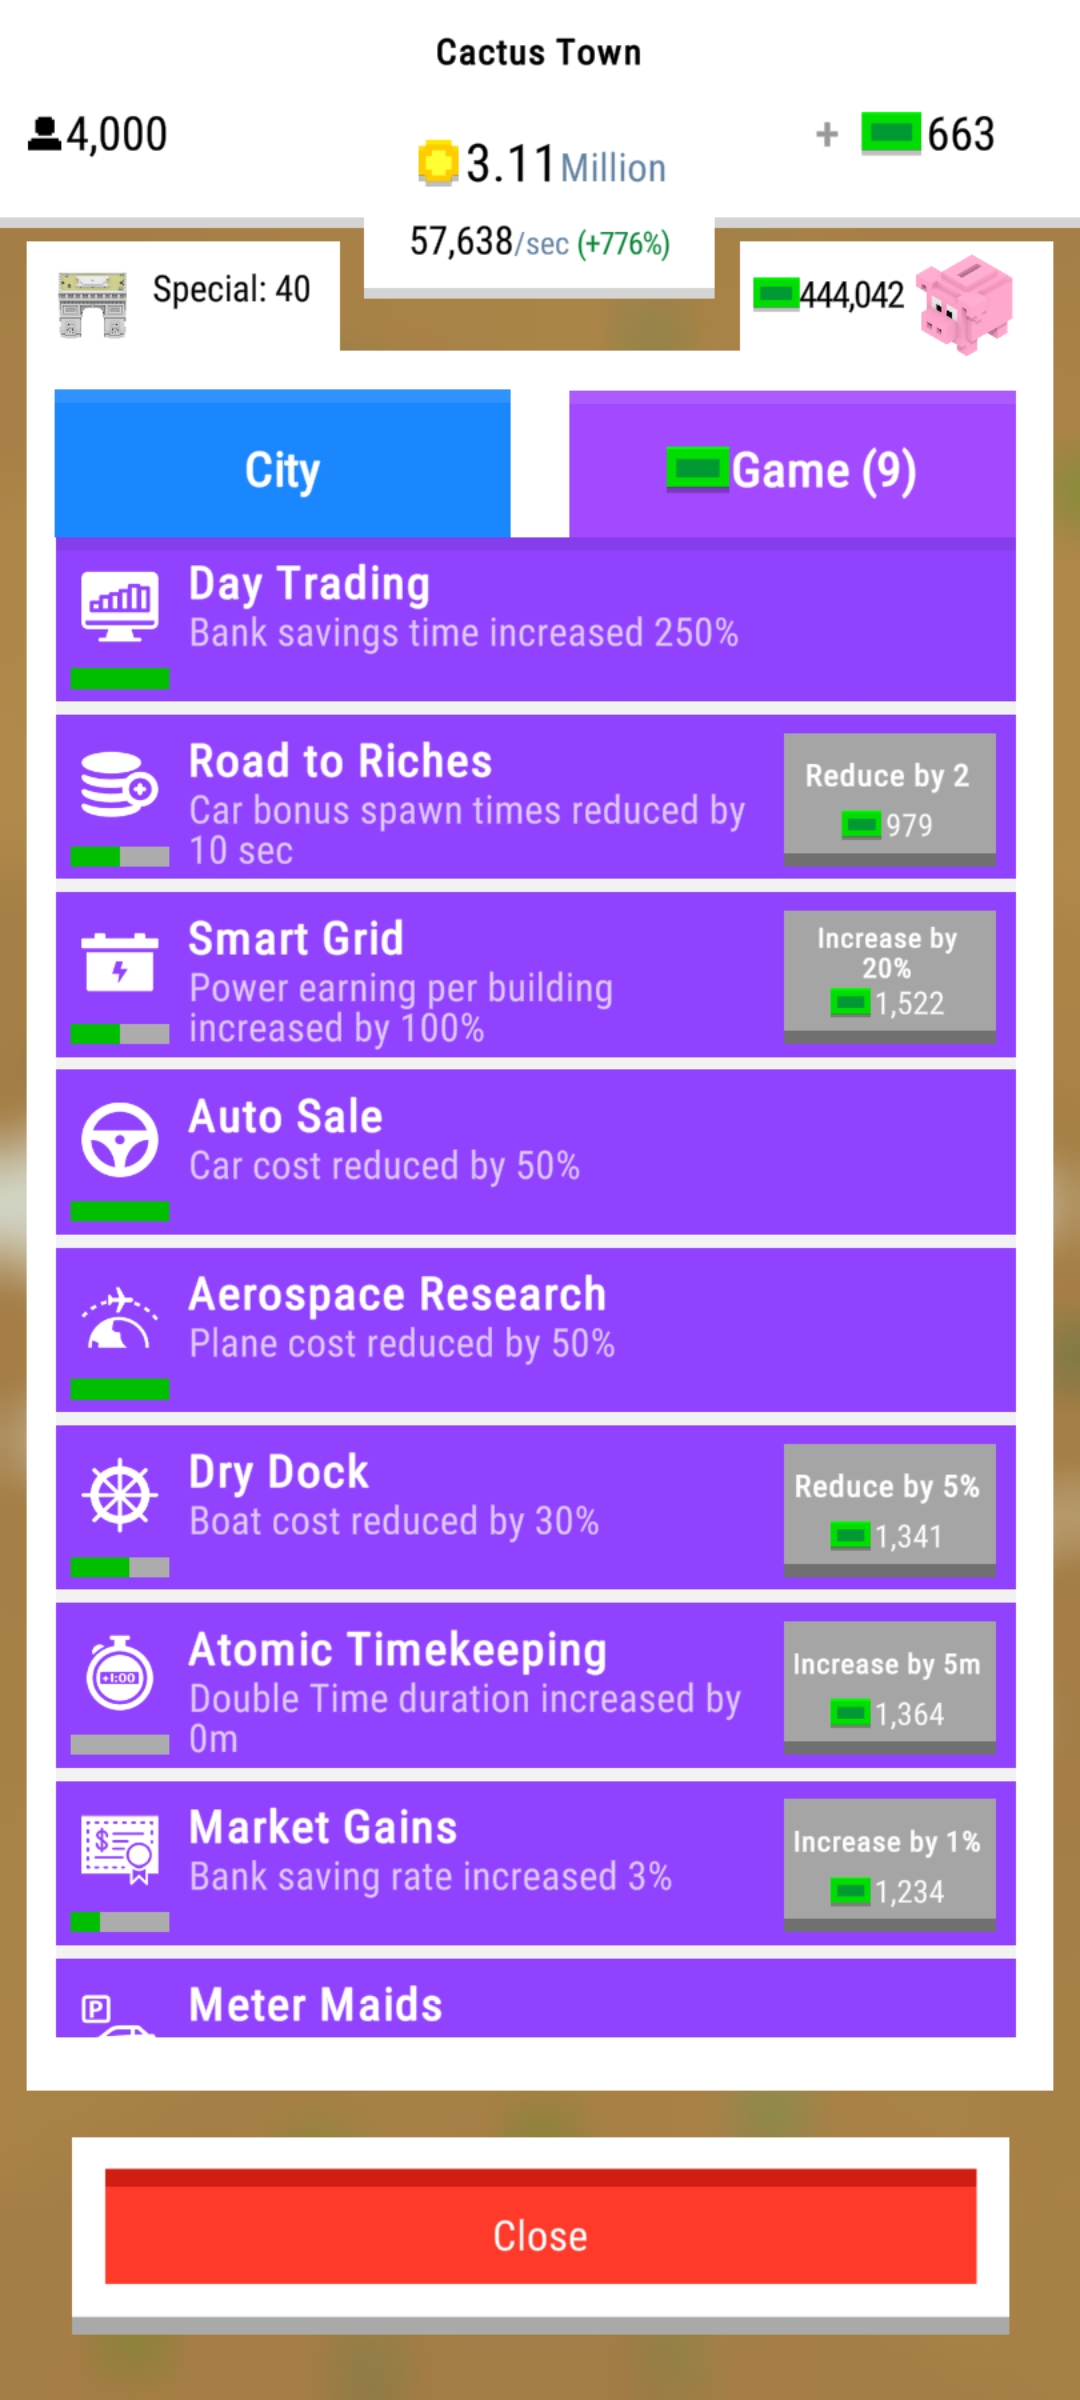 Cactus Town
4,000
3.11 Million
+ 663
57,638/sec (+776%)
Special: 40
444,042
City
Game (9)
Day Trading
Bank savings time increased 250%
Road to Riches
Car bonus spawn times reduced by
10 sec
Reduce by 2
979
Smart Grid
Power earning per building
increased by 100%
Increase by
20%
1,522
Auto Sale
Car cost reduced by 50%
Aerospace Research
Plane cost reduced by 50%
Dry Dock
Boat cost reduced by 30%
Reduce by 5%
1,341
+1:00
Atomic Timekeeping
Double Time duration increased by
0m
Increase by 5m
1,364
$
Market Gains
Bank saving rate increased 3%
Increase by 1%
1,234
P
Meter Maids
Close